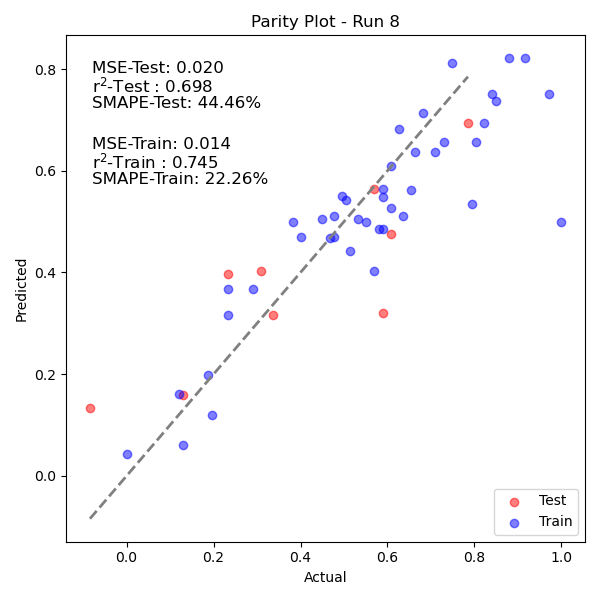 Parity Plot - Run 8
MSE-Test: 0.020
r²-Test : 0.698
SMAPE-Test: 44.46%
MSE-Train: 0.014
r²-Train : 0.745
SMAPE-Train: 22.26%
Predicted
0.8
0.6
0.4
0.2
0.0
Test
Train
0.0 0.2 0.4 0.6 0.8 1.0
Actual